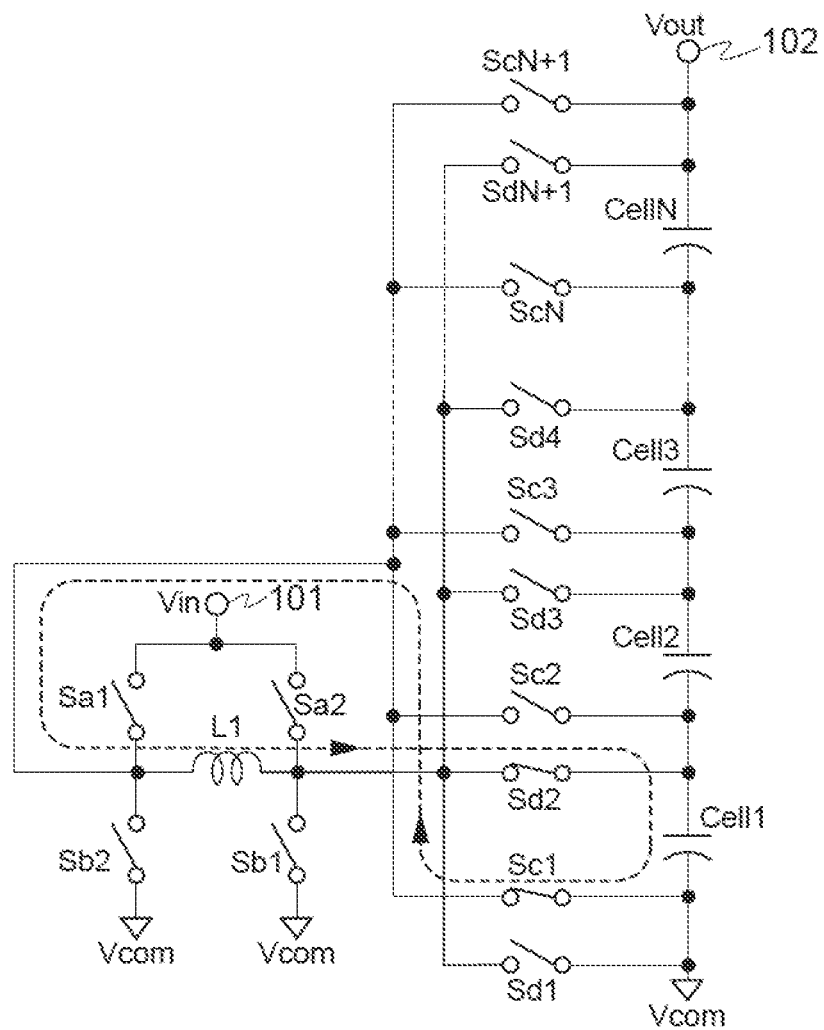 Vout
102
ScN+1
SdN+1
CellN
ScN
Sd4
Cell3
Sc3
Vin
101
Sd3
Cell2
Sa1
Sa2
Sc2
L1
Sd2
Cell1
Sb2
Sb1
Sc1
Vcom
Vcom
Sd1
Vcom